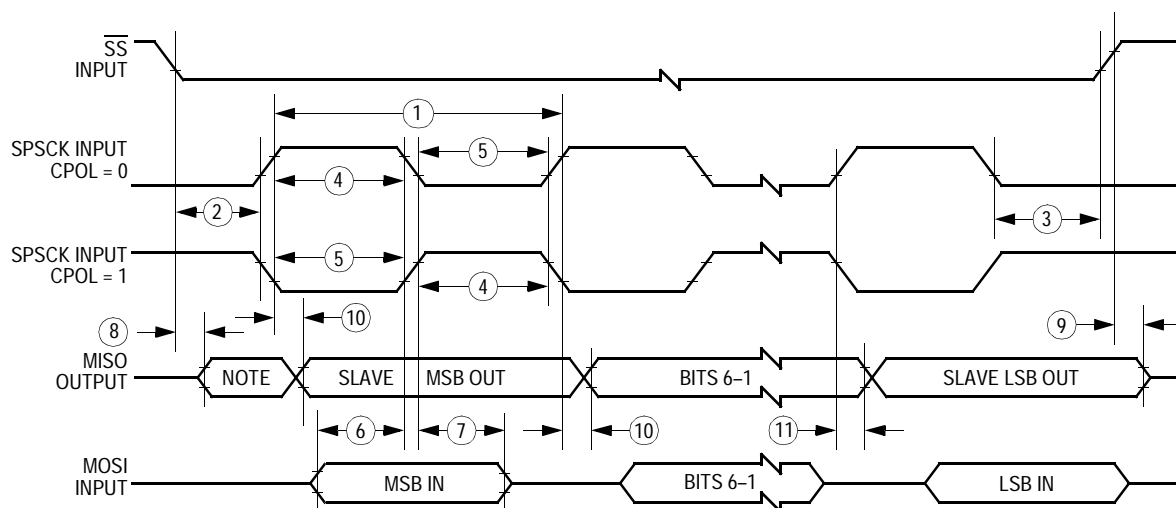 SS
INPUT
1
SPSCK INPUT
CPOL = 0
5
4
2
3
SPSCK INPUT
CPOL = 1
5
4
8
10
9
MISO
OUTPUT
NOTE
SLAVE MSB OUT
BITS 6–1
SLAVE LSB OUT
6
7
10
11
MOSI
INPUT
MSB IN
BITS 6–1
LSB IN